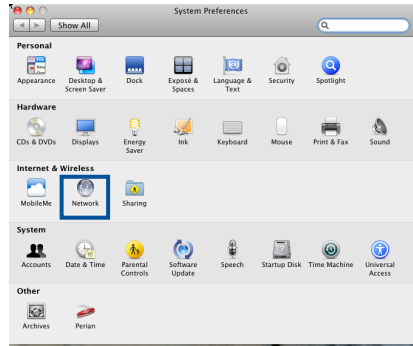 System Preferences
Show All
Personal
Appearance
Desktop &
Screen Saver
Dock
Exposé &
Spaces
Language &
Text
Security
Spotlight
Hardware
CDs & DVDs
Displays
Energy
Saver
Ink
Keyboard
Mouse
Print & Fax
Sound
Internet & Wireless
MobileMe
Network
Sharing
System
Accounts
Date & Time
Parental
Controls
Software
Update
Speech
Startup Disk
Time Machine
Universal
Access
Other
Archives
Perian